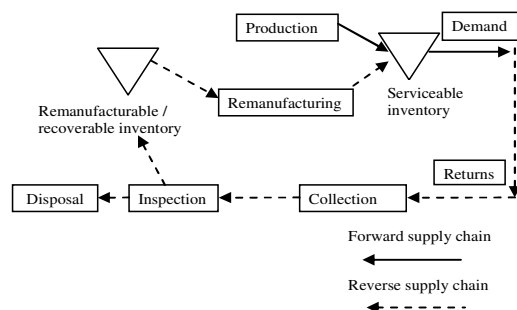 Production
Demand
Remanufacturing
Serviceable
inventory
Remanufacturable /
recoverable inventory
Returns
Disposal
Inspection
Collection
Forward supply chain
Reverse supply chain